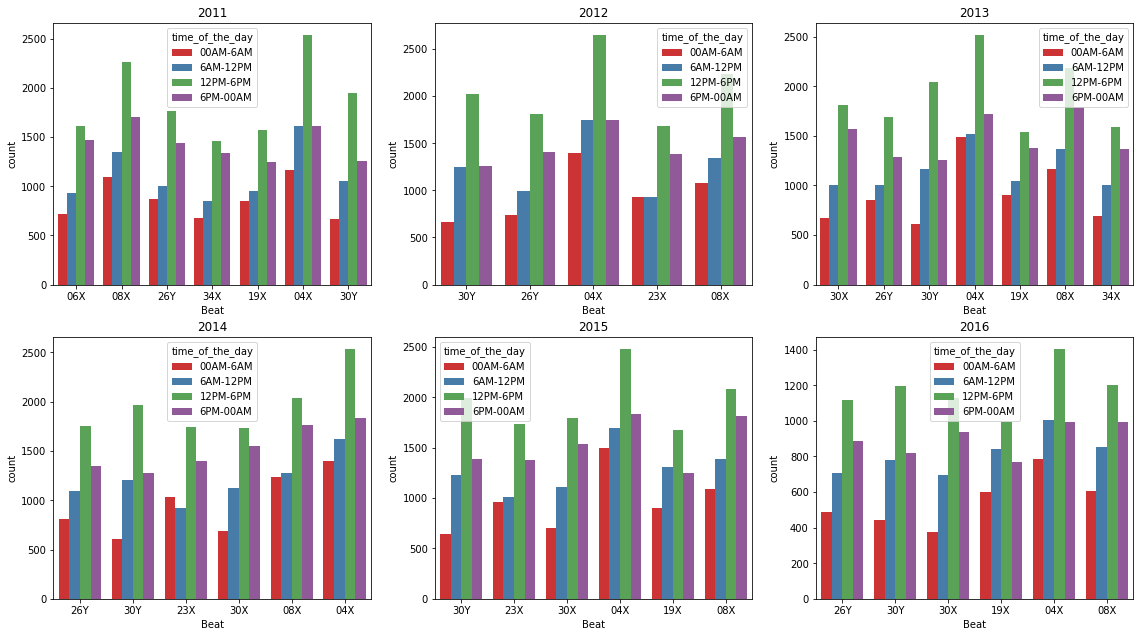 2011
time_of_the_day
00AM-6AM
6AM-12PM
12PM-6PM
6PM-00AM
count
2500
2000
1500
1000
500
0
06X 08X 26Y 34X 19X 04X 30Y
Beat
2012
time_of_the_day
00AM-6AM
6AM-12PM
12PM-6PM
6PM-00AM
count
2500
2000
1500
1000
500
0
30Y 26Y 04X 23X 08X
Beat
2013
time_of_the_day
00AM-6AM
6AM-12PM
12PM-6PM
6PM-00AM
count
2500
2000
1500
1000
500
0
30X 26Y 30Y 04X 19X 08X 34X
Beat
2014
time_of_the_day
00AM-6AM
6AM-12PM
12PM-6PM
6PM-00AM
count
2500
2000
1500
1000
500
0
26Y 30Y 23X 30X 08X 04X
Beat
2015
time_of_the_day
00AM-6AM
6AM-12PM
12PM-6PM
6PM-00AM
count
2500
2000
1500
1000
500
0
30Y 23X 30X 04X 19X 08X
Beat
2016
time_of_the_day
00AM-6AM
6AM-12PM
12PM-6PM
6PM-00AM
count
1400
1200
1000
800
600
400
200
0
26Y 30Y 30X 19X 04X 08X
Beat